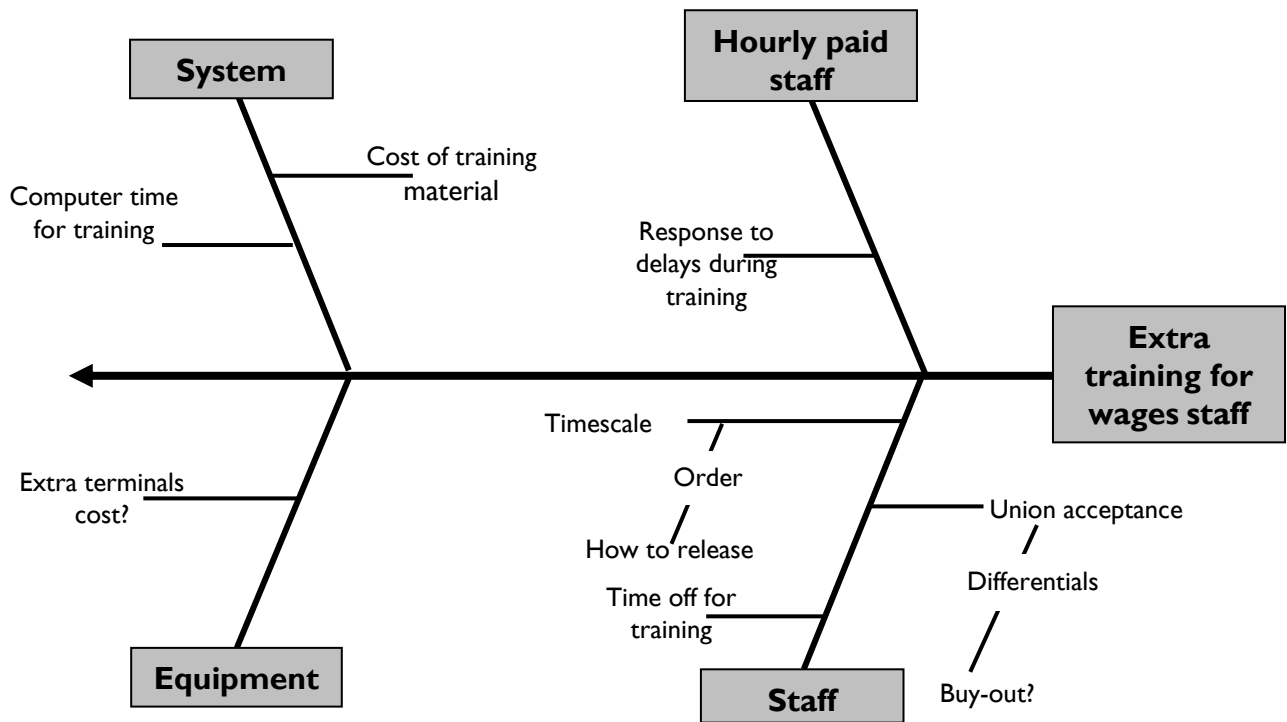 System
Hourly paid
staff
Cost of training
material
Computer time
for training
Response to
delays during
training
Extra
training for
wages staff
Timescale
Order
How to release
Time off for
training
Extra terminals
cost?
Union acceptance
Differentials
Buy-out?
Equipment
Staff